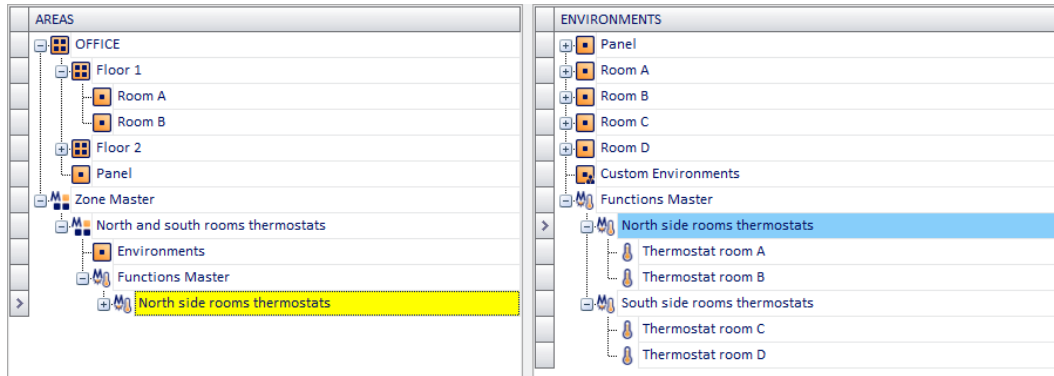 AREAS
OFFICE
Floor 1
Room A
Room B
Floor 2
Panel
Zone Master
North and south rooms thermostats
Environments
Functions Master
North side rooms thermostats
ENVIRONMENTS
Panel
Room A
Room B
Room C
Room D
Custom Environments
Functions Master
North side rooms thermostats
Thermostat room A
Thermostat room B
South side rooms thermostats
Thermostat room C
Thermostat room D